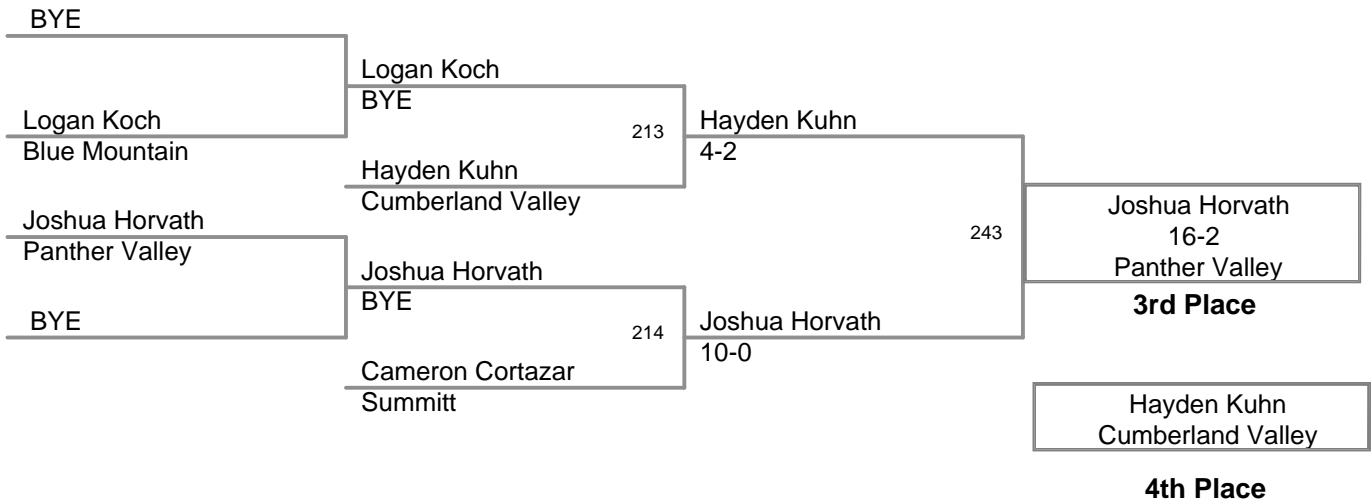 BYE
Logan Koch
BYE
Logan Koch
Blue Mountain
213
Hayden Kuhn
4-2
Hayden Kuhn
Cumberland Valley
Joshua Horvath
Panther Valley
243
Joshua Horvath
16-2
Panther Valley
3rd Place
Joshua Horvath
BYE
BYE
214
Joshua Horvath
10-0
Cameron Cortazar
Summitt
Hayden Kuhn
Cumberland Valley
4th Place